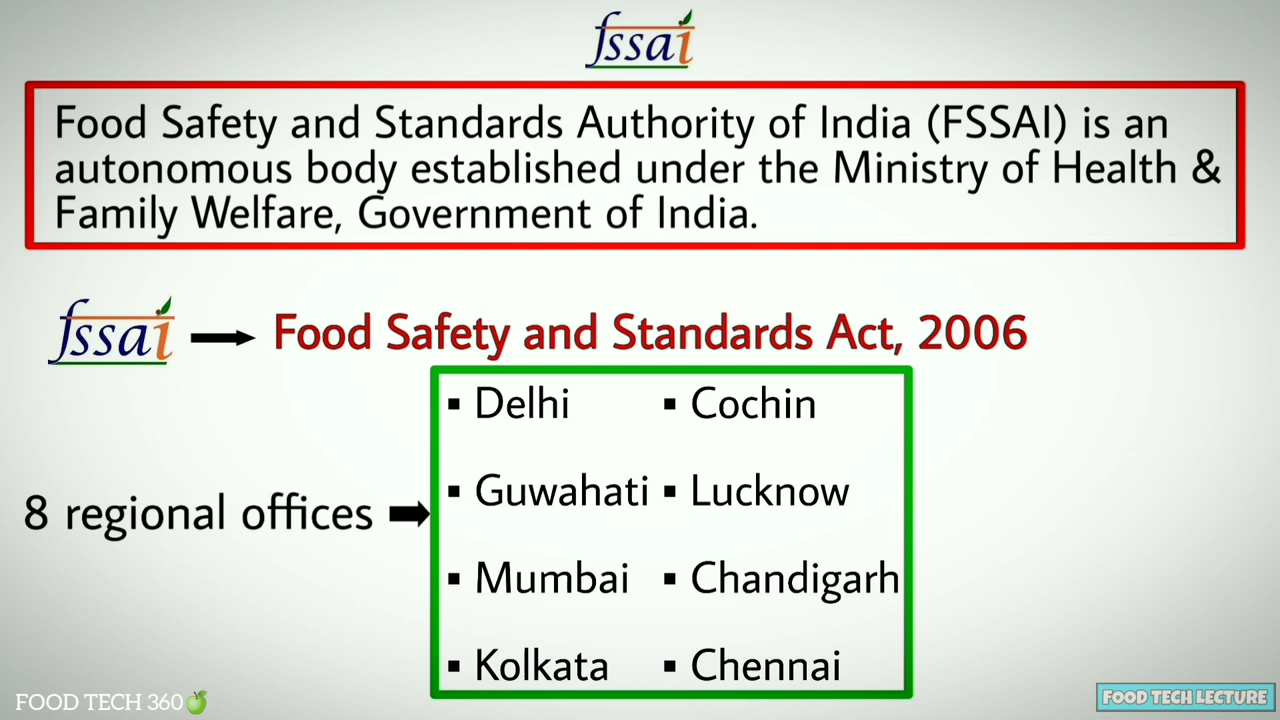 fssai
Food Safety and Standards Authority of India (FSSAI) is an
autonomous body established under the Ministry of Health &
Family Welfare, Government of India.
fssai Food Safety and Standards Act, 2006
8 regional offices
▪ Delhi ▪ Cochin
▪ Guwahati ▪ Lucknow
▪ Mumbai ▪ Chandigarh
▪ Kolkata ▪ Chennai
FOOD TECH 360
FOOD TECH LECTURE